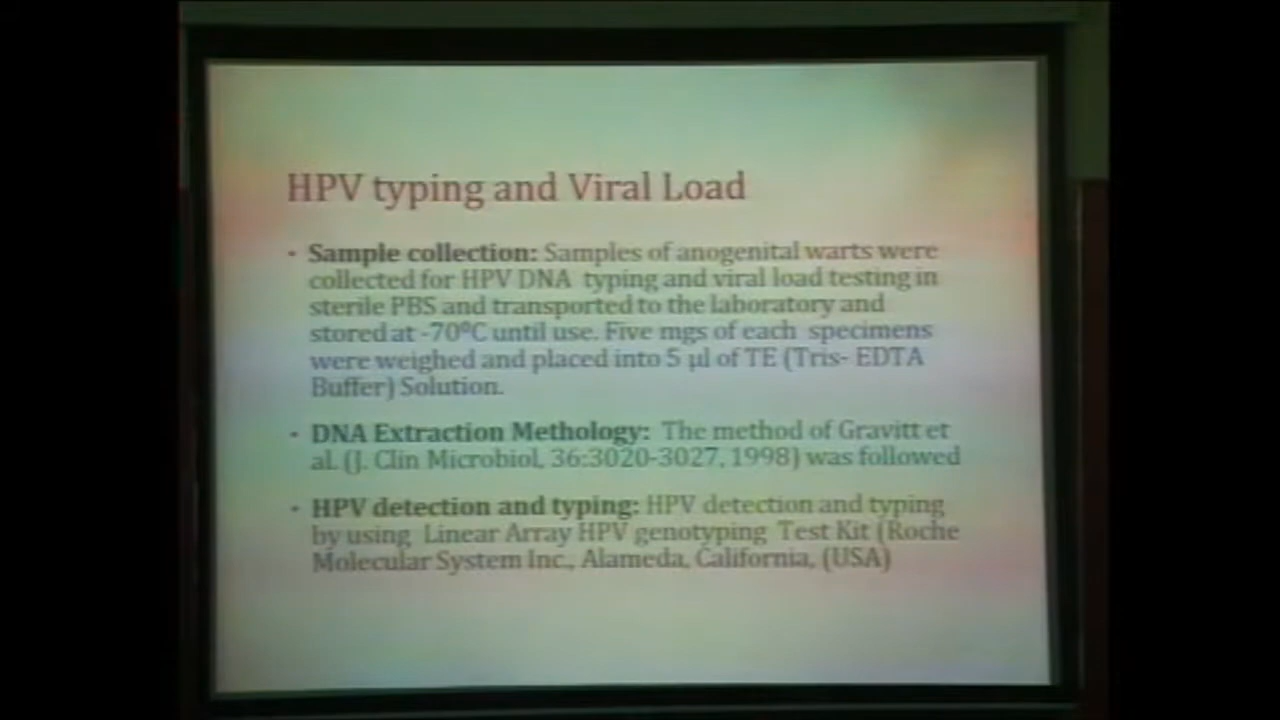 HPV typing and Viral Load
• Sample collection: Samples of anogenital warts were
collected for HPV DNA typing and viral load testing in
sterile PBS and transported to the laboratory and
stored at -70⁰C until use. Five mgs of each specimens
were weighed and placed into 5 µl of TE (Tris- EDTA
Buffer) Solution.
• DNA Extraction Methology: The method of Gravitt et
al. (J. Clin Microbiol, 36:3020-3027, 1998) was followed
• HPV detection and typing: HPV detection and typing
by using Linear Array HPV genotyping Test Kit (Roche
Molecular System Inc., Alameda, California, (USA)